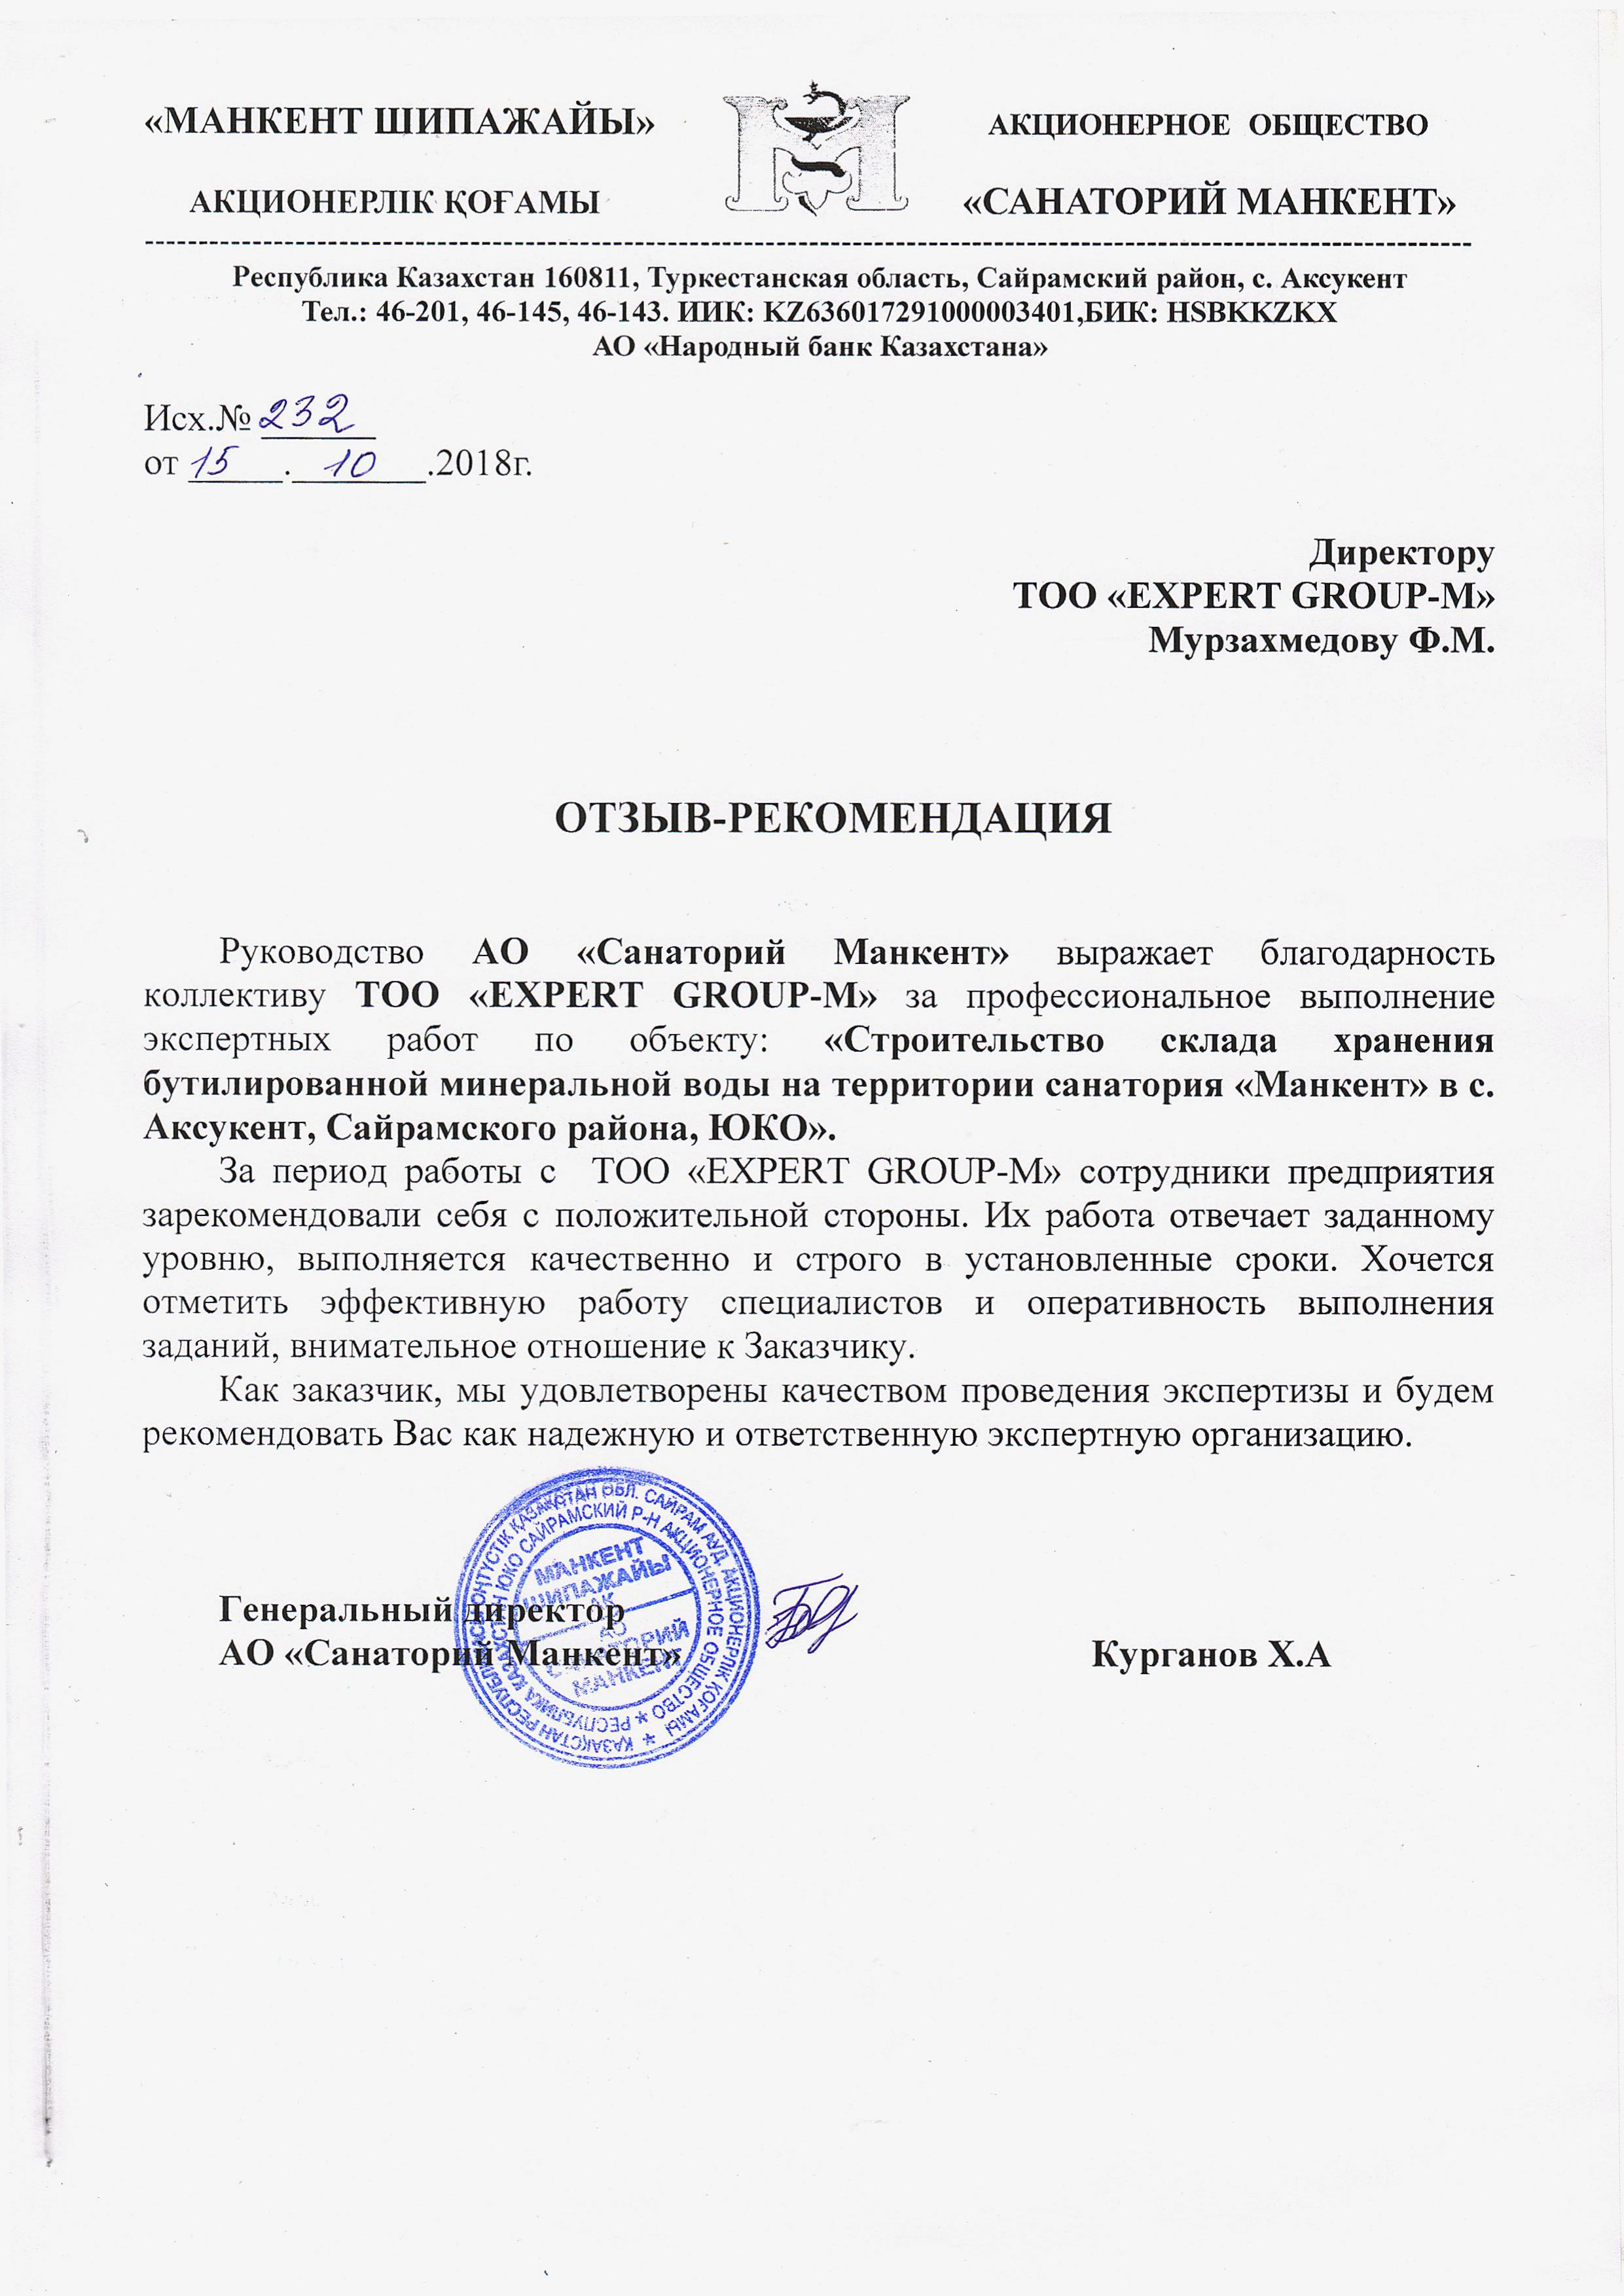 «МАНКЕНТ ШИПАЖАЙЫ»
АКЦИОНЕРЛІК ҚОҒАМЫ
АКЦИОНЕРНОЕ ОБЩЕСТВО
«САНАТОРИЙ МАНКЕНТ»
Республика Казахстан 160811, Туркестанская область, Сайрамский район, с. Аксукент
Тел.: 46-201, 46-145, 46-143. ИИК: KZ636017291000003401,БИК: HSBKKZKX
АО «Народный банк Казахстана»
Исх.№ 232
от 15.10.2018г.
Директору
ТОО «EXPERT GROUP-M»
Мурзахмедову Ф.М.
ОТЗЫВ-РЕКОМЕНДАЦИЯ
Руководство АО «Санаторий Манкент» выражает благодарность
коллективу ТОО «EXPERT GROUP-M» за профессиональное выполнение
экспертных работ по объекту: «Строительство склада хранения
бутилированной минеральной воды на территории санатория «Манкент» в с.
Аксукент, Сайрамского района, ЮКО».
За период работы с ТОО «EXPERT GROUP-M» сотрудники предприятия
зарекомендовали себя с положительной стороны. Их работа отвечает заданному
уровню, выполняется качественно и строго в установленные сроки. Хочется
отметить эффективную работу специалистов и оперативность выполнения
заданий, внимательное отношение к Заказчику.
Как заказчик, мы удовлетворены качеством проведения экспертизы и будем
рекомендовать Вас как надежную и ответственную экспертную организацию.
Генеральный директор
АО «Санаторий Манкент»
Курганов Х.А
ҚАЗАҚСТАН РЕСПУБЛИКАСЫ ОҢТҮСТІК ҚАЗАҚСТАН ОБЛ. САЙРАМ АУД. АКЦИОНЕРЛІК ҚОҒАМЫ
РЕСПУБЛИКА КАЗАХСТАН ЮКО САЙРАМСКИЙ Р-Н АКЦИОНЕРНОЕ ОБЩЕСТВО
МАНКЕНТ
ШИПАЖАЙЫ
АҚ
АО
САНАТОРИЙ
МАНКЕНТ